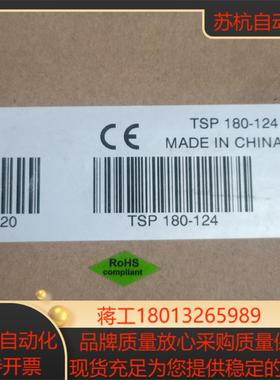 苏杭自动
TSP 180-124
CE
MADE IN CHINA
20
TSP 180-124
RoHS
compliant
蒋工18013265989
自动化
品牌质量放心采购质量保
开票
现货充足为您提供稳定的